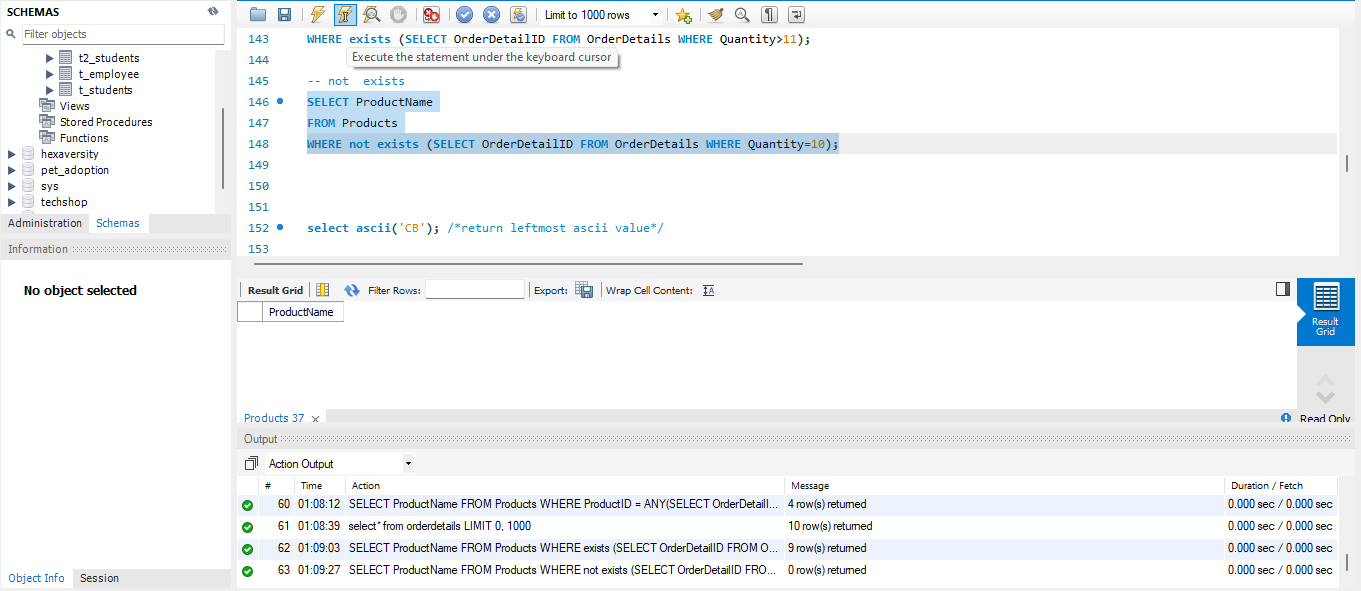 SCHEMAS
Filter objects
t2_students
t_employee
t_students
Views
Stored Procedures
Functions
hexaversity
pet_adoption
sys
techshop
Administration Schemas
Information
No object selected
Object Info Session
Limit to 1000 rows
143 WHERE exists (SELECT OrderDetailID FROM OrderDetails WHERE Quantity>11);
Execute the statement under the keyboard cursor
144
145 -- not  exists
146 SELECT ProductName
147 FROM Products
148 WHERE not exists (SELECT OrderDetailID FROM OrderDetails WHERE Quantity=10);
149
150
151
152 select ascii('CB'); /*return leftmost ascii value*/
153
Result Grid Filter Rows: Export: Wrap Cell Content:
ProductName
Result
Grid
Products 37
Read Only
Output
Action Output
# Time Action Message Duration / Fetch
60 01:08:12 SELECT ProductName FROM Products WHERE ProductID = ANY(SELECT OrderDetailI... 4 row(s) returned 0.000 sec / 0.000 sec
61 01:08:39 select* from orderdetails LIMIT 0, 1000 10 row(s) returned 0.000 sec / 0.000 sec
62 01:09:03 SELECT ProductName FROM Products WHERE exists (SELECT OrderDetailID FROM O... 9 row(s) returned 0.000 sec / 0.000 sec
63 01:09:27 SELECT ProductName FROM Products WHERE not exists (SELECT OrderDetailID FRO... 0 row(s) returned 0.000 sec / 0.000 sec